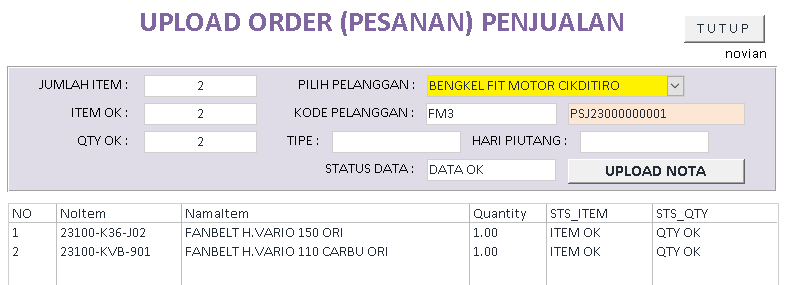 UPLOAD ORDER (PESANAN) PENJUALAN
TUTUP
novian
JUMLAH ITEM : 2 PILIH PELANGGAN : BENGKEL FIT MOTOR CIKDITIRO
ITEM OK : 2 KODE PELANGGAN : FM3 PSJ23000000001
QTY OK : 2 TIPE : HARI PIUTANG :
STATUS DATA : DATA OK UPLOAD NOTA
NO NoItem NamaItem Quantity STS_ITEM STS_QTY
1 23100-K36-J02 FANBELT H.VARIO 150 ORI 1.00 ITEM OK QTY OK
2 23100-KVB-901 FANBELT H.VARIO 110 CARBU ORI 1.00 ITEM OK QTY OK